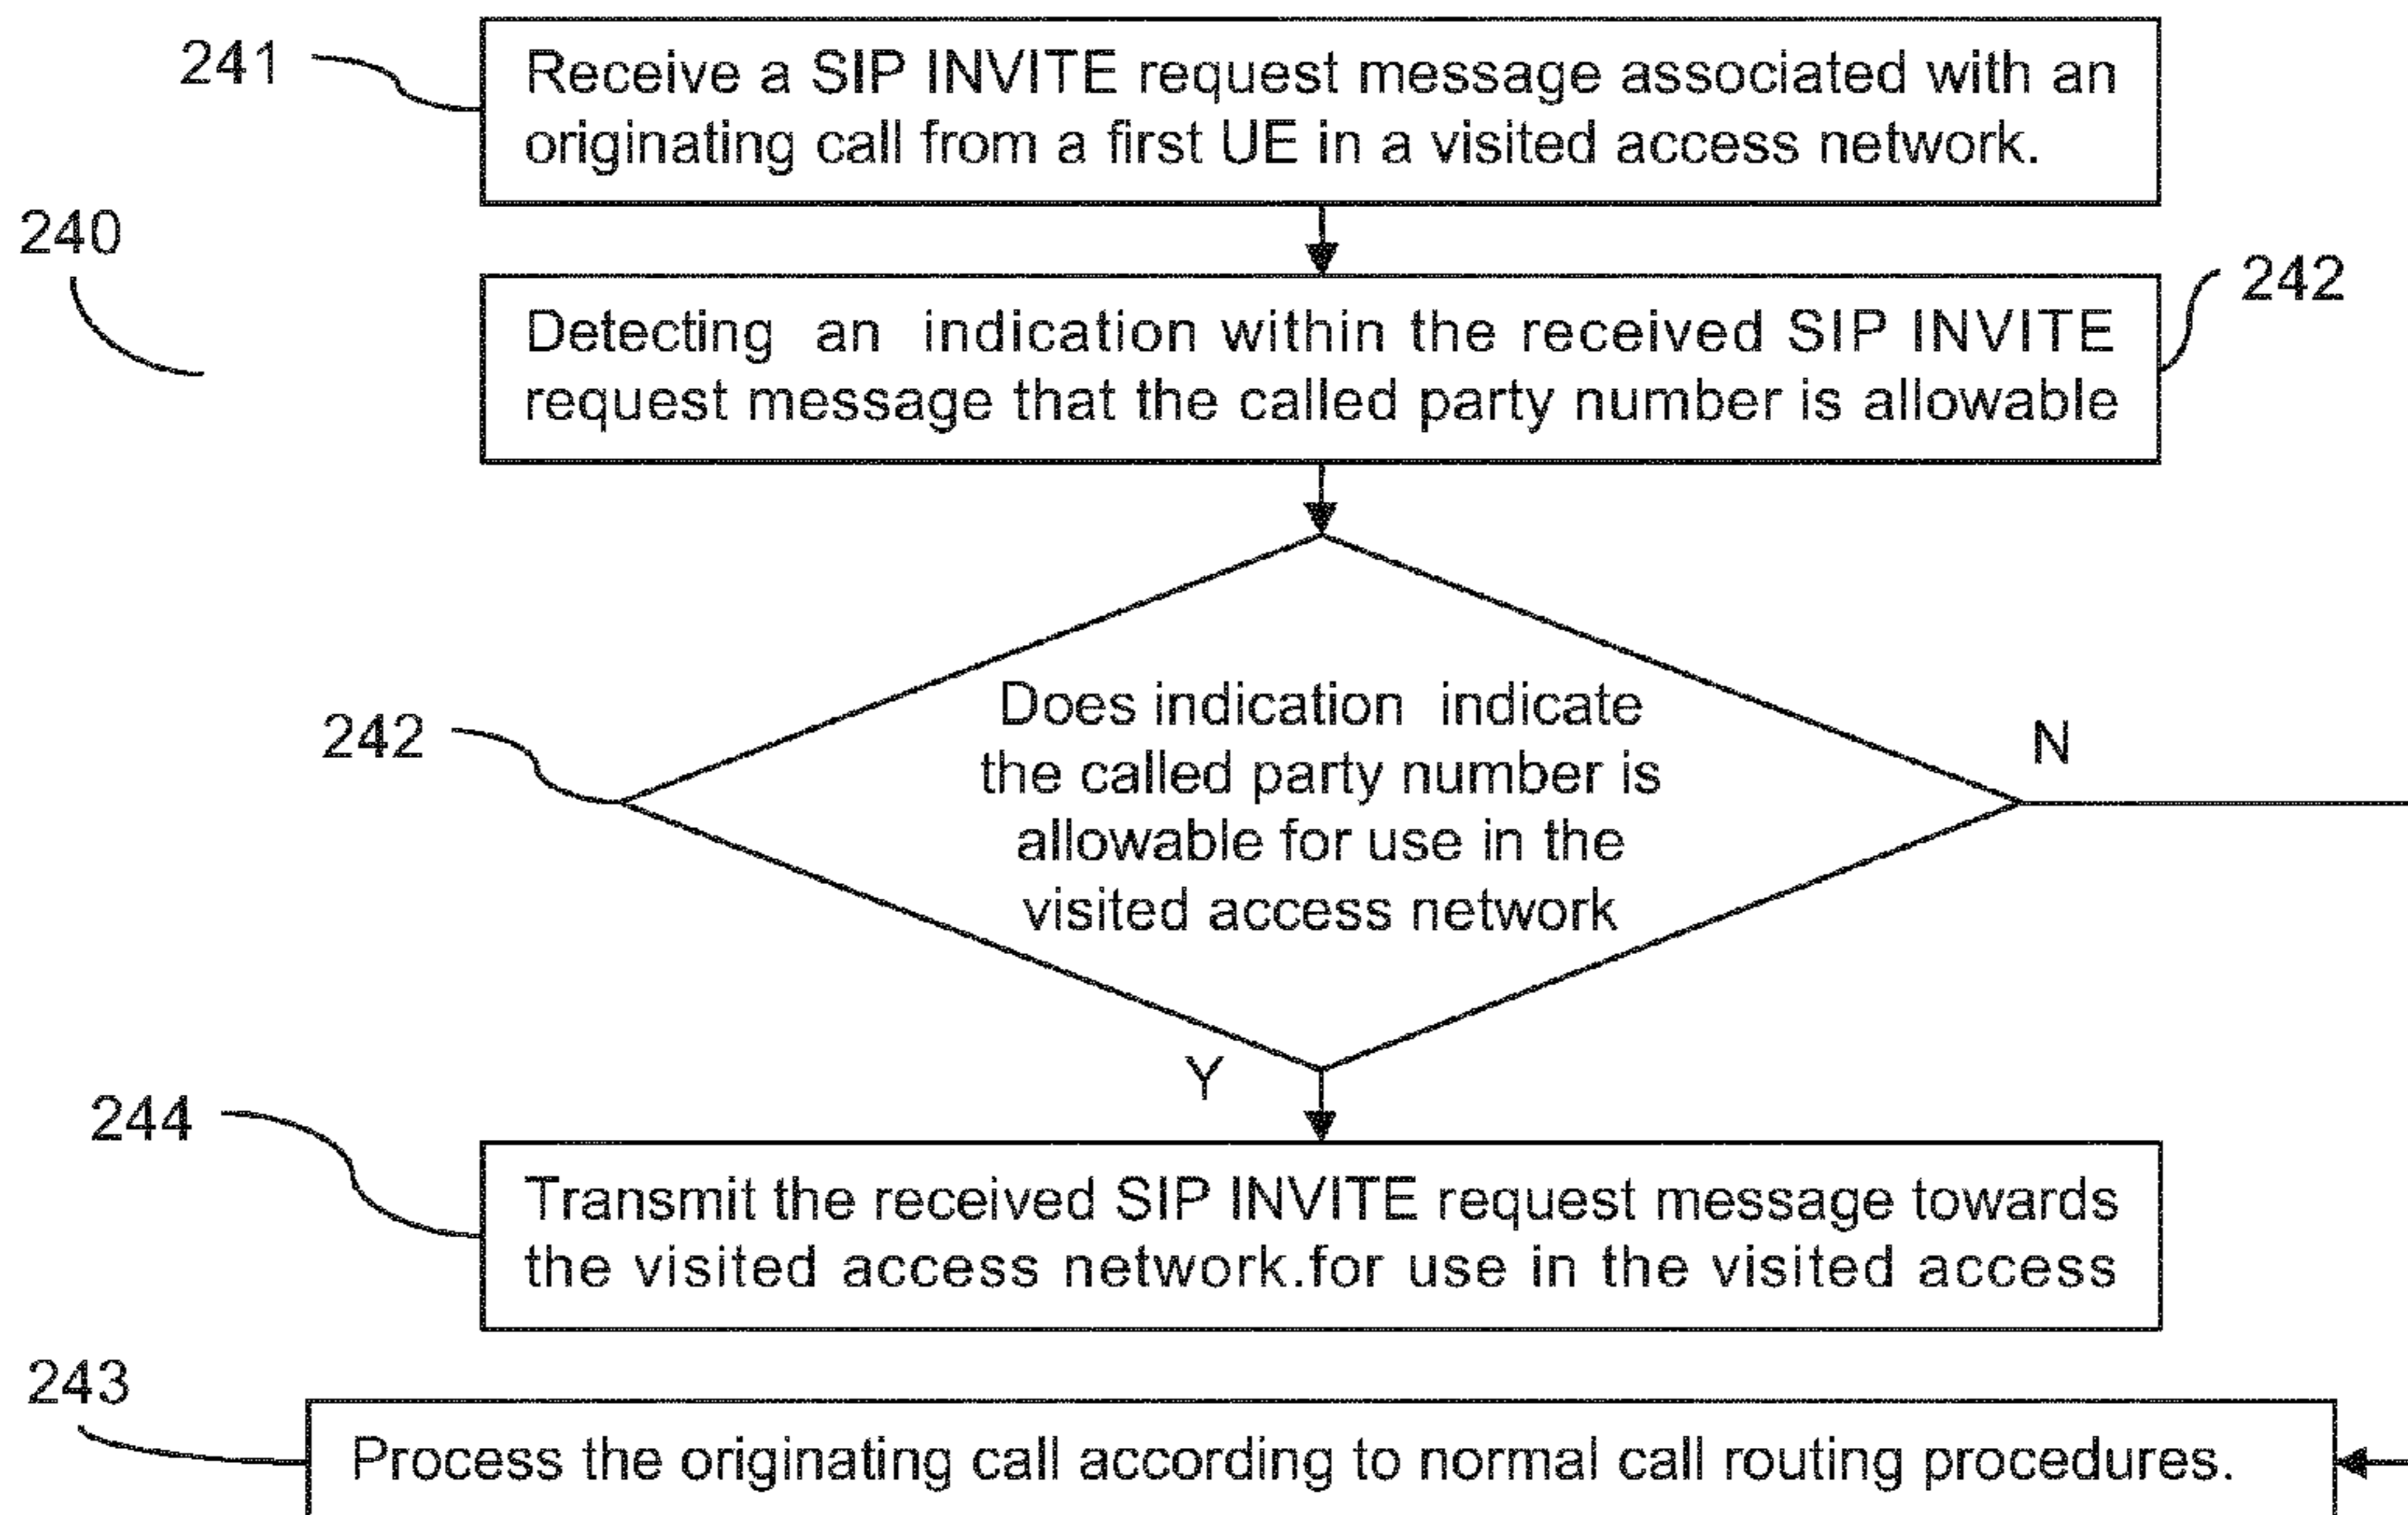 241
Receive a SIP INVITE request message associated with an
originating call from a first UE in a visited access network.
240
242
Detecting an indication within the received SIP INVITE
request message that the called party number is allowable
242
Does indication indicate
the called party number is
allowable for use in the
visited access network
N
Y
244
Transmit the received SIP INVITE request message towards
the visited access network.for use in the visited access
243
Process the originating call according to normal call routing procedures.